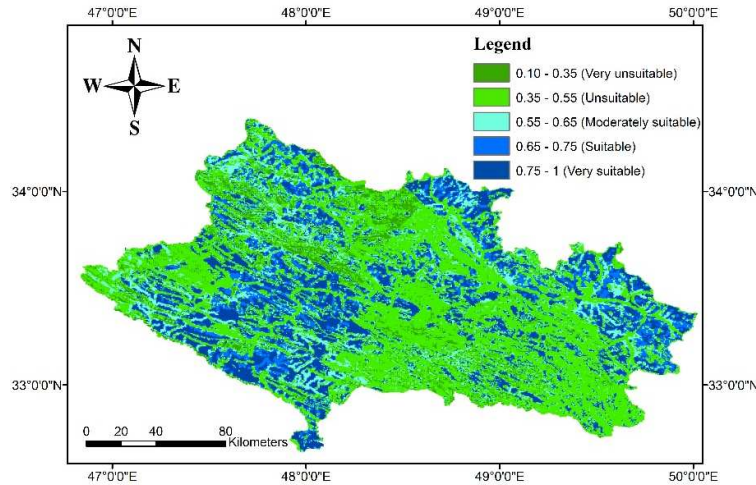 47°0'0"E 48°0'0"E 49°0'0"E 50°0'0"E
N
W E
S
Legend
0.10 - 0.35 (Very unsuitable)
0.35 - 0.55 (Unsuitable)
0.55 - 0.65 (Moderately suitable)
0.65 - 0.75 (Suitable)
0.75 - 1 (Very suitable)
34°0'0"N 34°0'0"N
33°0'0"N 33°0'0"N
0 20 40 80
Kilometers
47°0'0"E 48°0'0"E 49°0'0"E 50°0'0"E